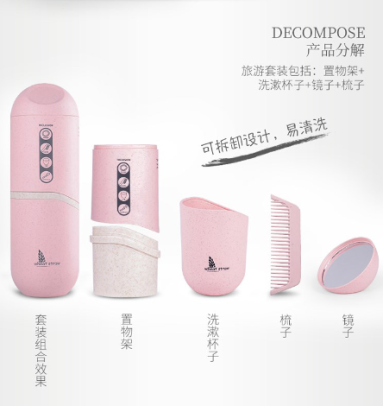 DECOMPOSE
产品分解
旅游套装包括：置物架+
洗漱杯子+镜子+梳子
可拆卸设计，易清洗
套装组合效果
置物架
洗漱杯子
梳子
镜子